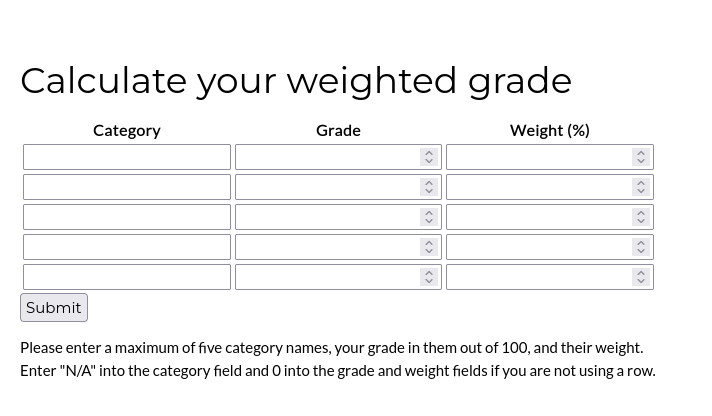 Calculate your weighted grade
Category Grade Weight (%)
Submit
Please enter a maximum of five category names, your grade in them out of 100, and their weight.
Enter "N/A" into the category field and 0 into the grade and weight fields if you are not using a row.